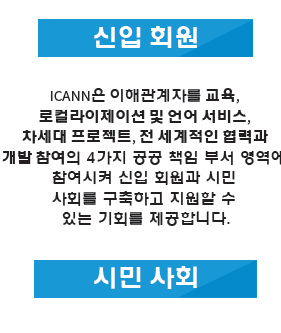 신입 회원
ICANN은 이해관계자를 교육,
로컬라이제이션 및 언어 서비스,
차세대 프로젝트, 전 세계적인 협력과
개발 참여의 4가지 공공 책임 부서 영역에
참여시켜 신입 회원과 시민
사회를 구축하고 지원할 수
있는 기회를 제공합니다.
시민 사회